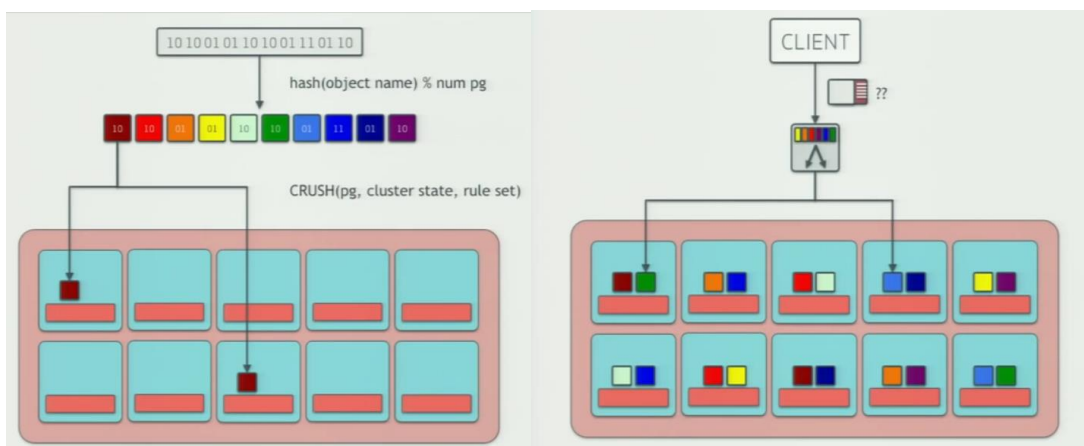 10 10 01 01 10 10 01 11 01 10
hash(object name) % num pg
10 10 01 01 10 10 01 11 01 10
CRUSH(pg, cluster state, rule set)
CLIENT
??